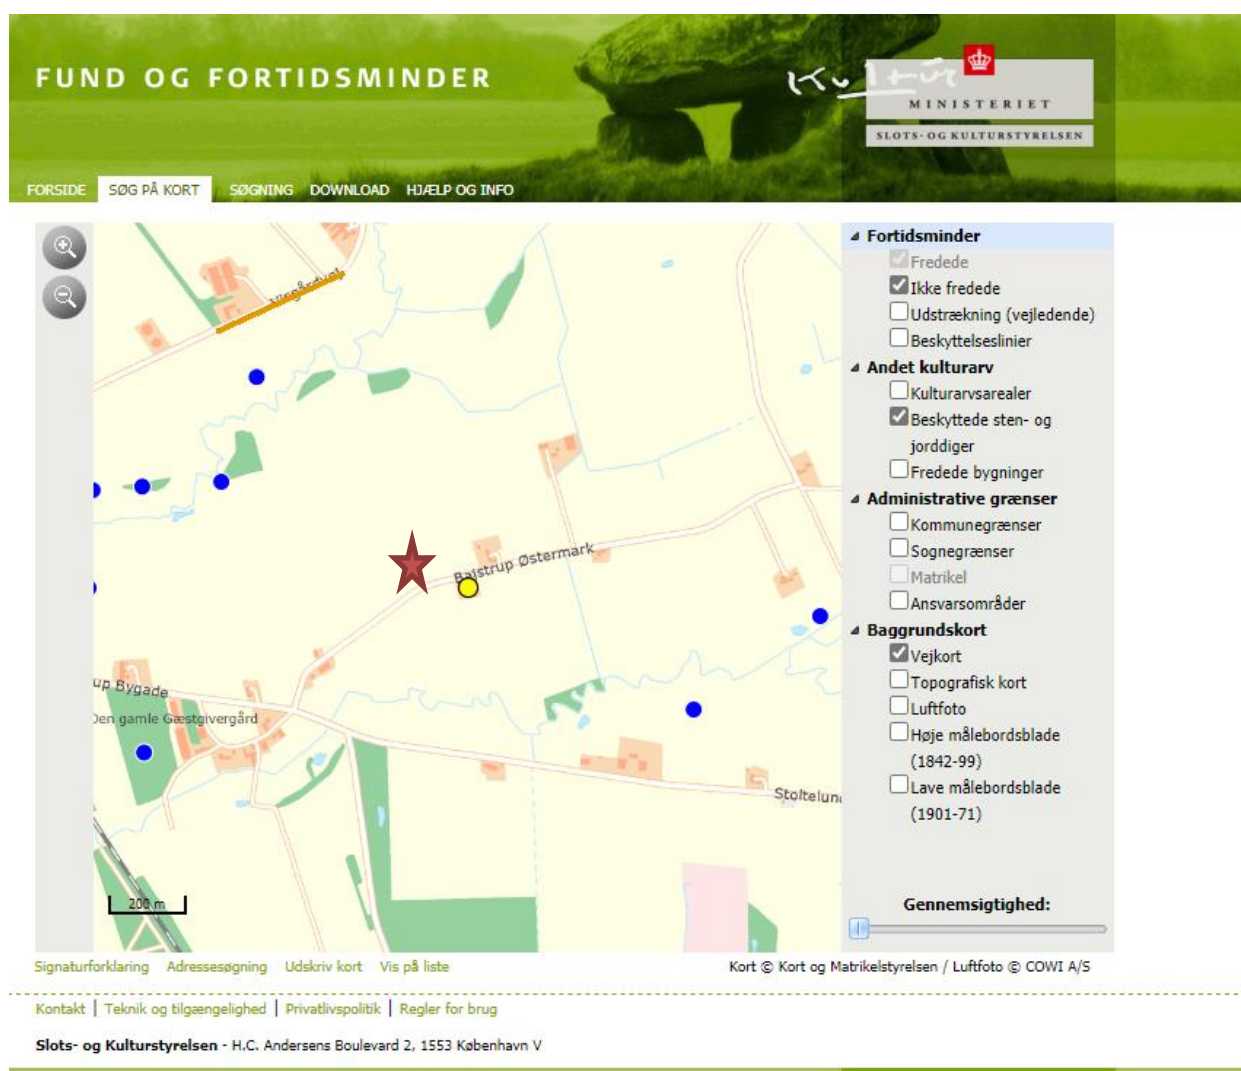 FUND OG FORTIDSMINDER
Kultur
MINISTERIET
SLOTS- OG KULTURSTYRELSEN
FORSIDE SØG PÅ KORT SØGNING DOWNLOAD HJÆLP OG INFO
Virgårdvej
Balstrup Østermark
up Bygade
Den gamle Gæstgivergård
Stoltelun
200 m
Fortidsminder
Fredede
Ikke fredede
Udstrækning (vejledende)
Beskyttelseslinier
Andet kulturarv
Kulturarvsarealer
Beskyttede sten- og
jorddiger
Fredede bygninger
Administrative grænser
Kommunegrænser
Sognegrænser
Matrikel
Ansvarsområder
Baggrundskort
Vejkort
Topografisk kort
Luftfoto
Høje målebordsblade
(1842-99)
Lave målebordsblade
(1901-71)
Gennemsigtighed:
Signaturforklaring Adressesøgning Udskriv kort Vis på liste
Kort © Kort og Matrikelstyrelsen / Luftfoto © COWI A/S
Kontakt | Teknik og tilgængelighed | Privatlivspolitik | Regler for brug
Slots- og Kulturstyrelsen - H.C. Andersens Boulevard 2, 1553 København V